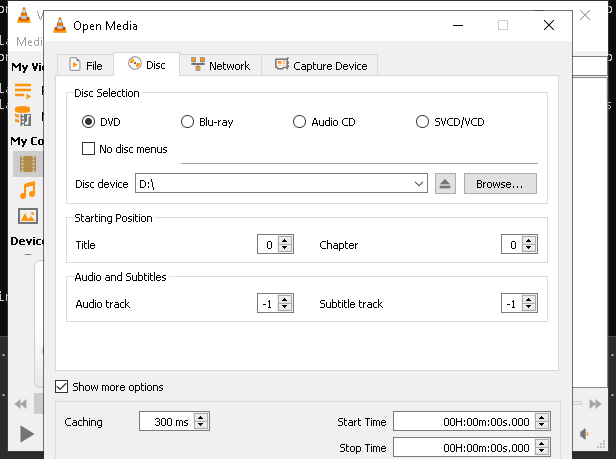 Open Media
Medi
File Disc Network Capture Device
My Vi
Disc Selection
DVD Blu-ray Audio CD SVCD/VCD
No disc menus
My Co
Disc device D:\ Browse...
Starting Position
Title 0 Chapter 0
Device
Audio and Subtitles
Audio track -1 Subtitle track -1
Show more options
Caching 300 ms Start Time 00H:00m:00s.000
Stop Time 00H:00m:00s.000